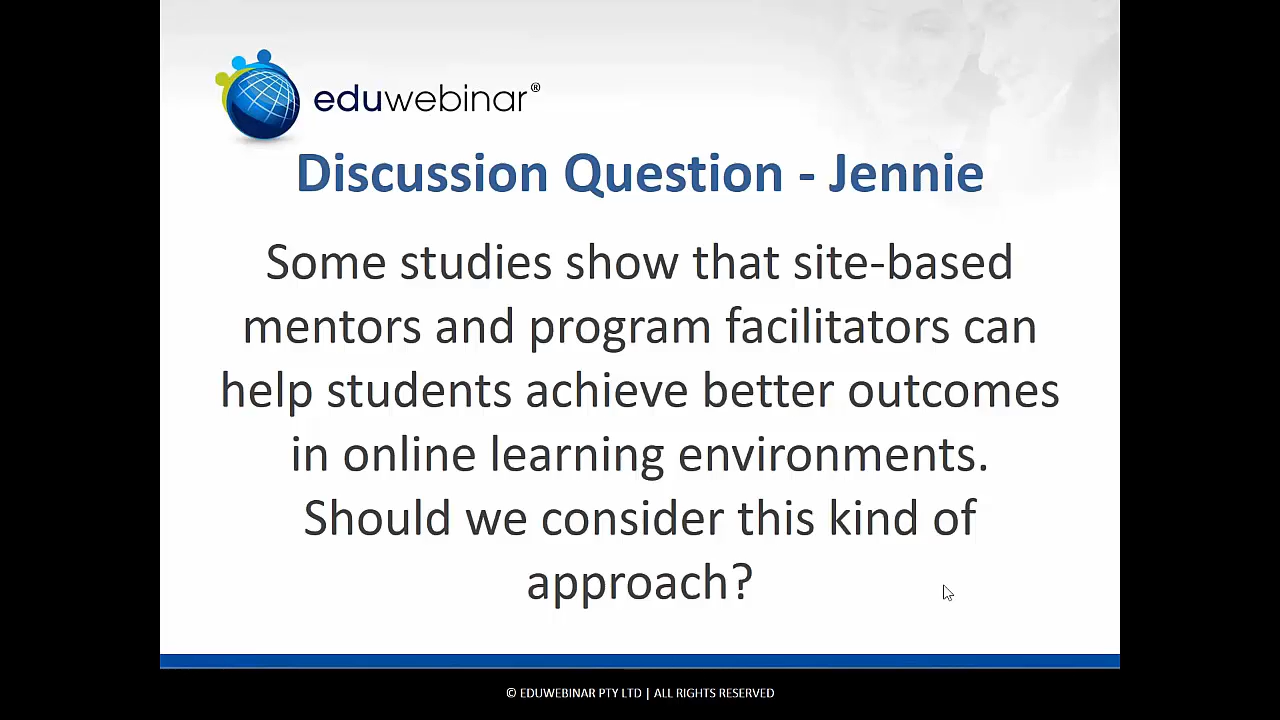 eduwebinar®
Discussion Question - Jennie
Some studies show that site-based
mentors and program facilitators can
help students achieve better outcomes
in online learning environments.
Should we consider this kind of
approach?
© EDUWEBINAR PTY LTD | ALL RIGHTS RESERVED